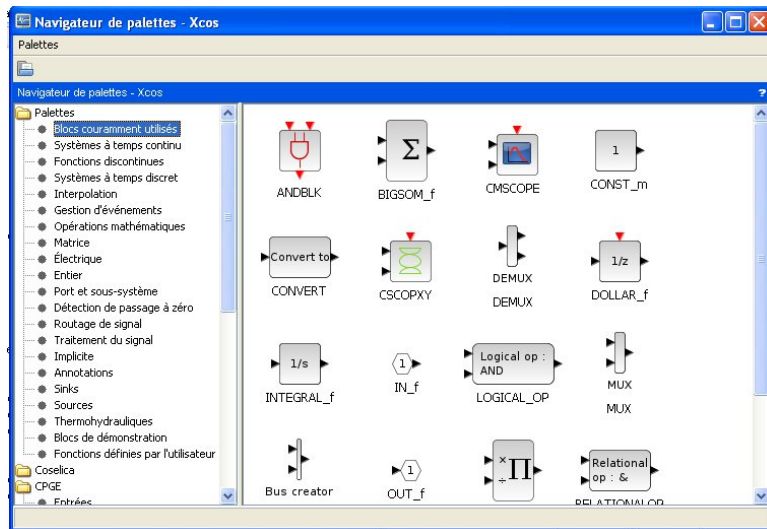 Navigateur de palettes - Xcos
Palettes
Navigateur de palettes - Xcos ?
Palettes
Blocs couramment utilisés
Systèmes à temps continu
Fonctions discontinues
Systèmes à temps discret
Interpolation
Gestion d'événements
Opérations mathématiques
Matrice
Électrique
Entier
Port et sous-système
Détection de passage à zéro
Routage de signal
Traitement du signal
Implicite
Annotations
Sinks
Sources
Thermohydrauliques
Blocs de démonstration
Fonctions définies par l'utilisateur
Coselica
CPGE
Entrées
Σ
1
ANDBLK
BIGSOM_f
CMSCOPE
CONST_m
Convert to
1/z
DEMUX
CONVERT
CSCOPXY
DEMUX
DOLLAR_f
1/s
1
Logical op :
AND
MUX
INTEGRAL_f
IN_f
LOGICAL_OP
MUX
1
×
÷
Π
Relational
op : &
Bus creator
OUT_f
RELATIONALOP